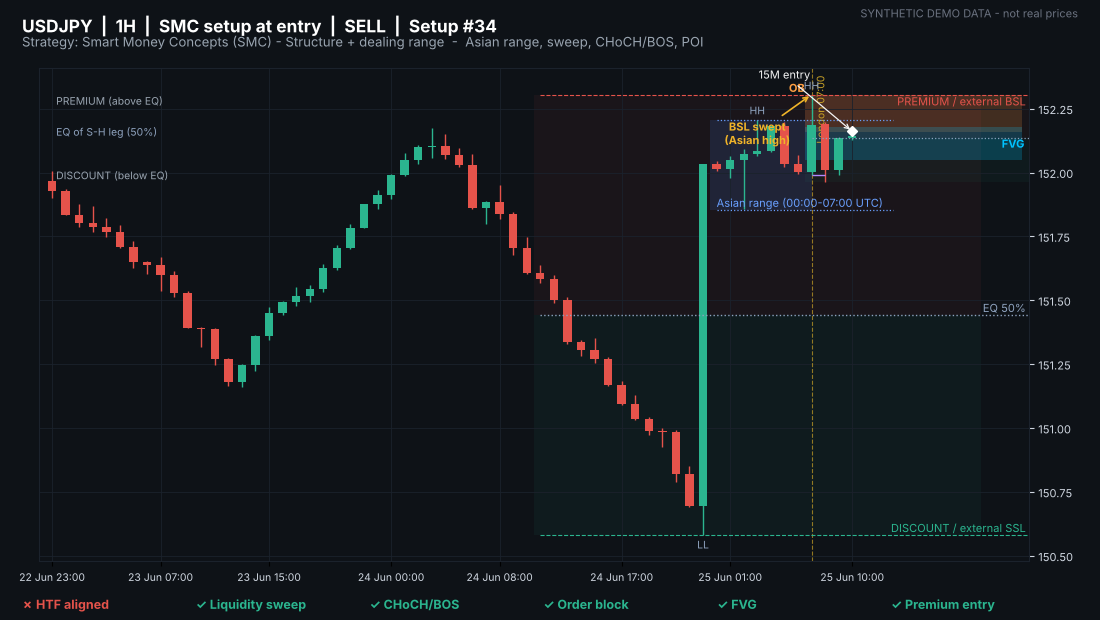 SYNTHETIC DEMO DATA - not real prices
USDJPY | 1H | SMC setup at entry | SELL | Setup #34
Strategy: Smart Money Concepts (SMC) - Structure + dealing range - Asian range, sweep, CHoCH/BOS, POI
15M entry
OB
HH
London 07:00
PREMIUM (above EQ)
PREMIUM / external BSL
152.25
HH
BSL swept
(Asian high)
EQ of S-H leg (50%)
FVG
DISCOUNT (below EQ)
152.00
Asian range (00:00-07:00 UTC)
151.75
EQ 50%
151.50
151.25
151.00
150.75
DISCOUNT / external SSL
LL
150.50
22 Jun 23:00 23 Jun 07:00 23 Jun 15:00 24 Jun 00:00 24 Jun 08:00 24 Jun 17:00 25 Jun 01:00 25 Jun 10:00
× HTF aligned ✓ Liquidity sweep ✓ CHoCH/BOS ✓ Order block ✓ FVG ✓ Premium entry